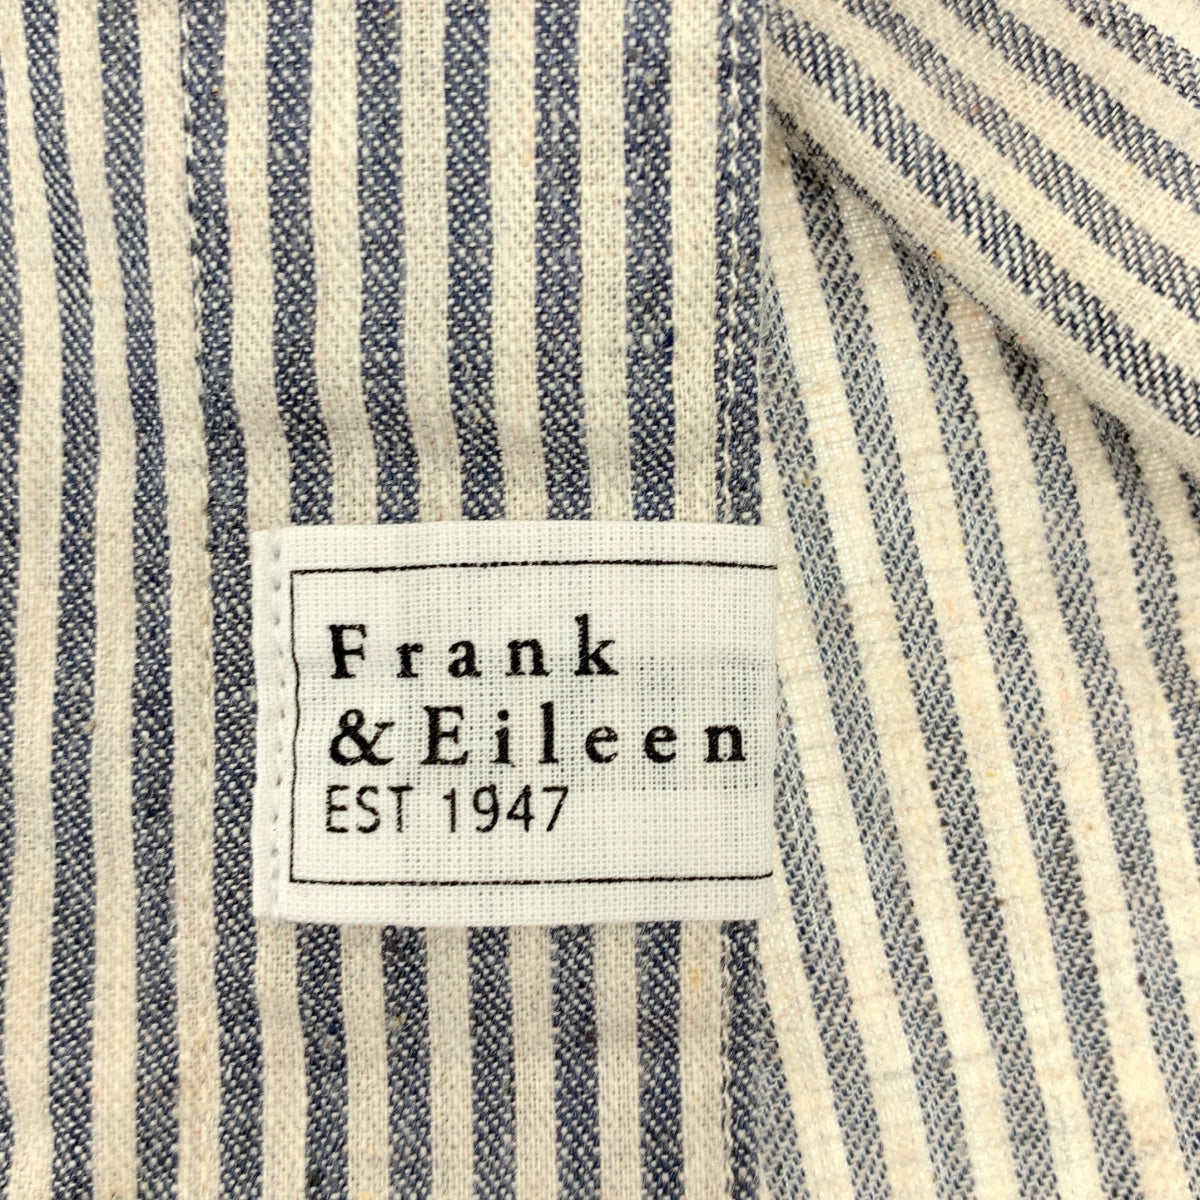 Frank
& Eileen
EST 1947